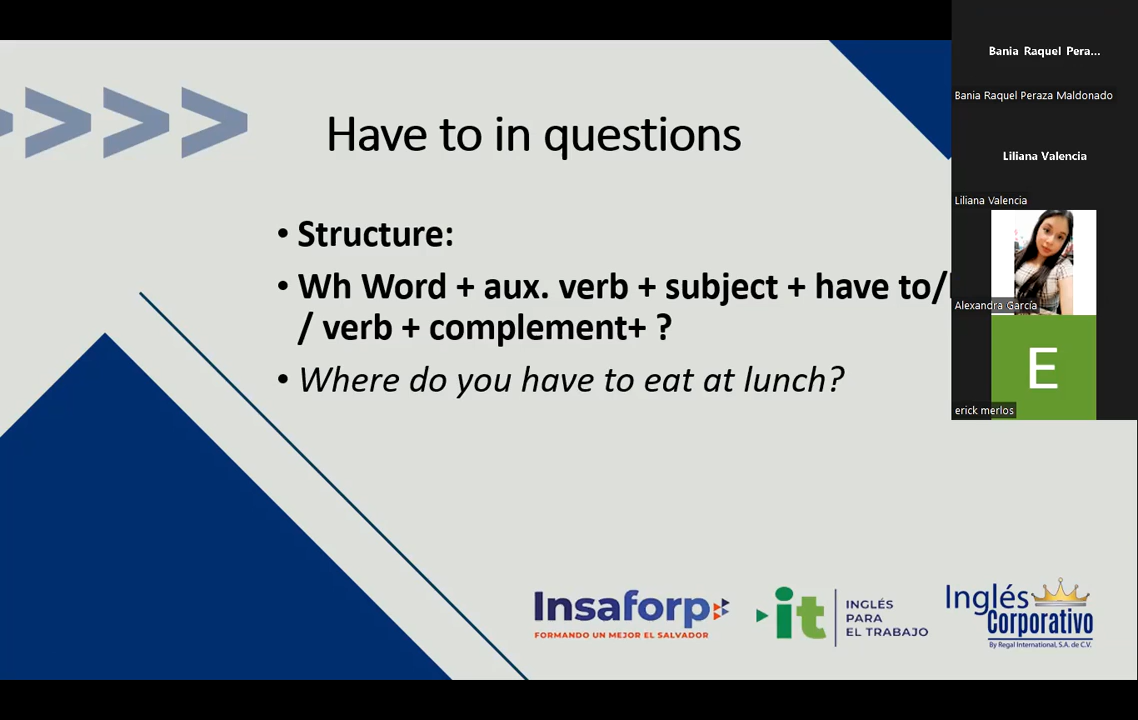 Have to in questions
• Structure:
• Wh Word + aux. verb + subject + have to/
/ verb + complement+ ?
• Where do you have to eat at lunch?
Insaforp
FORMANDO UN MEJOR EL SALVADOR
it
INGLÉS
PARA
EL TRABAJO
Inglés
Corporativo
By Regal International, S.A. de C.V.
Bania Raquel Pera...
Bania Raquel Peraza Maldonado
Liliana Valencia
Liliana Valencia
Alexandra García
E
erick merlos